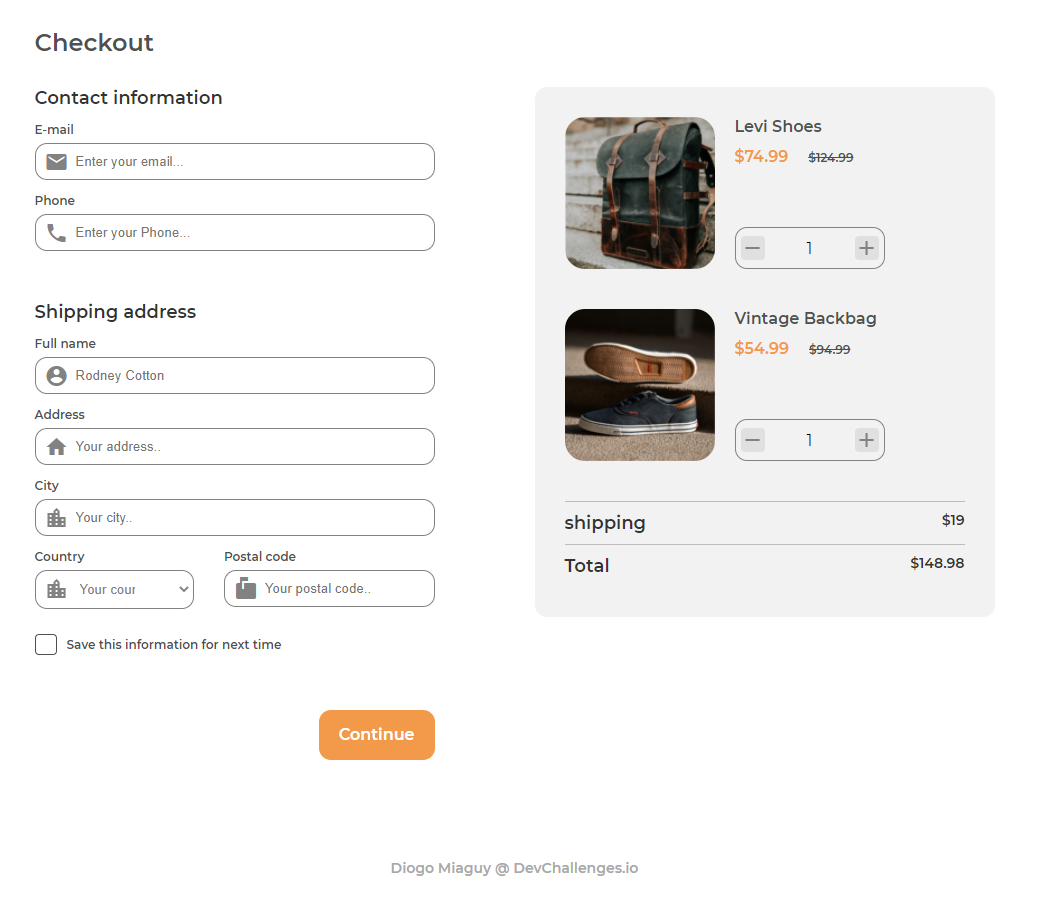 Checkout
Contact information
E-mail
Enter your email...
Phone
Enter your Phone...
Shipping address
Full name
Rodney Cotton
Address
Your address..
City
Your city..
Country
Postal code
Your cour
Your postal code..
Save this information for next time
Continue
Levi Shoes
$74.99 $124.99
1
Vintage Backbag
$54.99 $94.99
1
shipping $19
Total $148.98
Diogo Miaguy @ DevChallenges.io